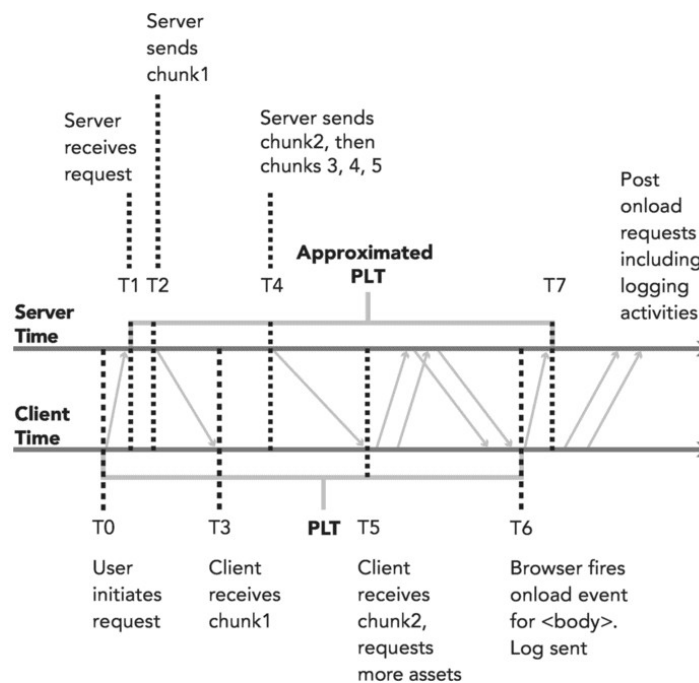 Server
sends
chunk1
Server
receives
request
Server sends
chunk2, then
chunks 3, 4, 5
Post
onload
requests
including
logging
activities
Approximated
PLT
T1 T2 T4 T7
Server
Time
Client
Time
T0 T3 PLT T5 T6
User
initiates
request
Client
receives
chunk1
Client
receives
chunk2,
requests
more assets
Browser fires
onload event
for <body>.
Log sent